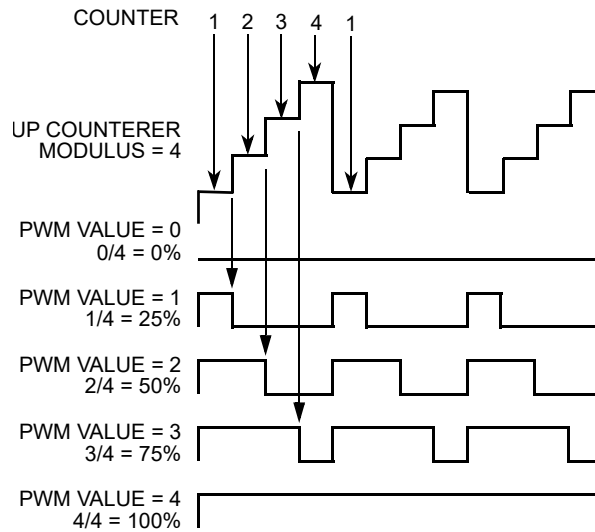 COUNTER 1 2 3 4 1
UP COUNTERER
MODULUS = 4
PWM VALUE = 0
0/4 = 0%
PWM VALUE = 1
1/4 = 25%
PWM VALUE = 2
2/4 = 50%
PWM VALUE = 3
3/4 = 75%
PWM VALUE = 4
4/4 = 100%